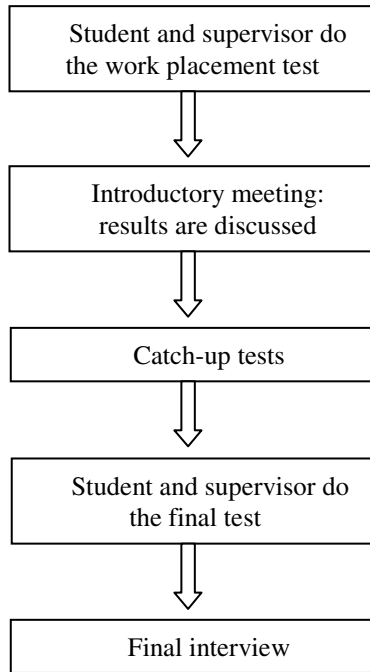 Student and supervisor do
the work placement test
Introductory meeting:
results are discussed
Catch-up tests
Student and supervisor do
the final test
Final interview